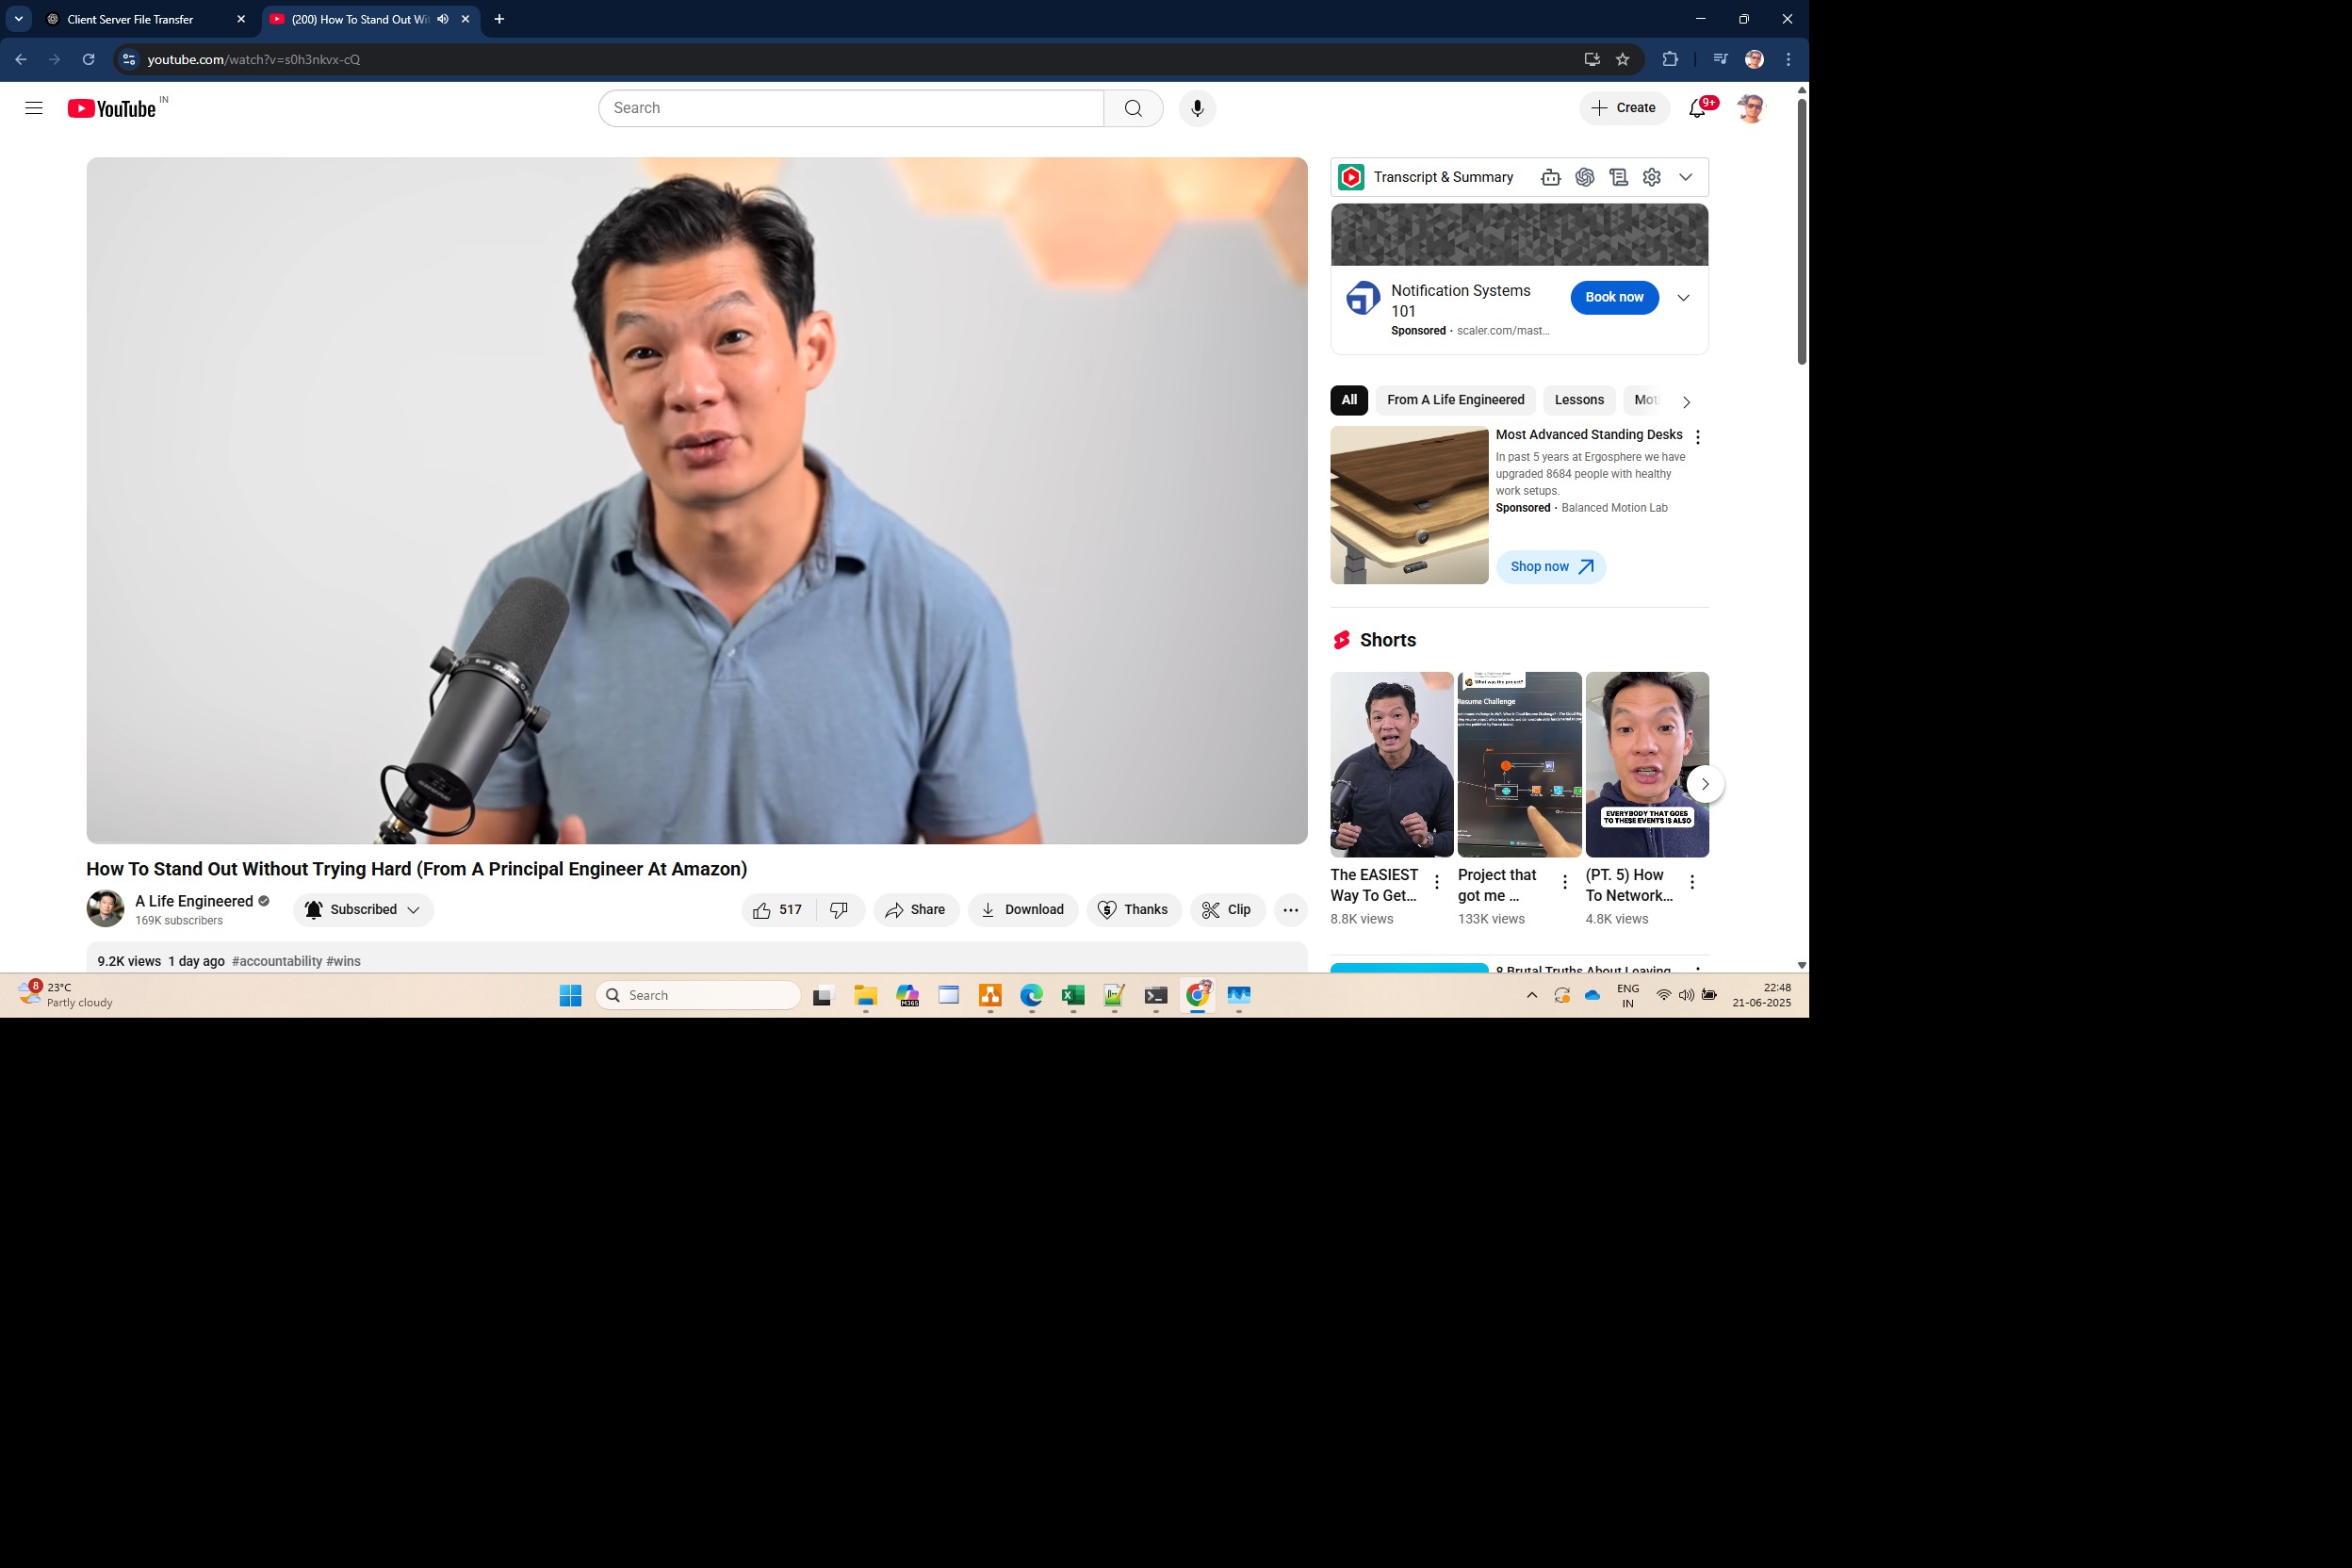 Client Server File Transfer
(200) How To Stand Out Wit
youtube.com/watch?v=s0h3nkvx-cQ
YouTube IN
Search
Create
9+
Transcript & Summary
Notification Systems
101
Book now
Sponsored · scaler.com/mast...
All
From A Life Engineered
Lessons
Most Advanced Standing Desks
In past 5 years at Ergosphere we have
upgraded 8684 people with healthy
work setups.
Sponsored · Balanced Motion Lab
Shop now
Shorts
What was the project?
Resume Challenge
EVERYBODY THAT GOES
TO THESE EVENTS IS ALSO
The EASIEST
Way To Get...
8.8K views
Project that
got me ...
133K views
(PT. 5) How
To Network...
4.8K views
8 Brutal Truths About Leaving
How To Stand Out Without Trying Hard (From A Principal Engineer At Amazon)
A Life Engineered
169K subscribers
Subscribed
517
Share
Download
Thanks
Clip
9.2K views 1 day ago #accountability #wins
8
23°C
Partly cloudy
Search
M365
ENG
IN
22:48
21-06-2025